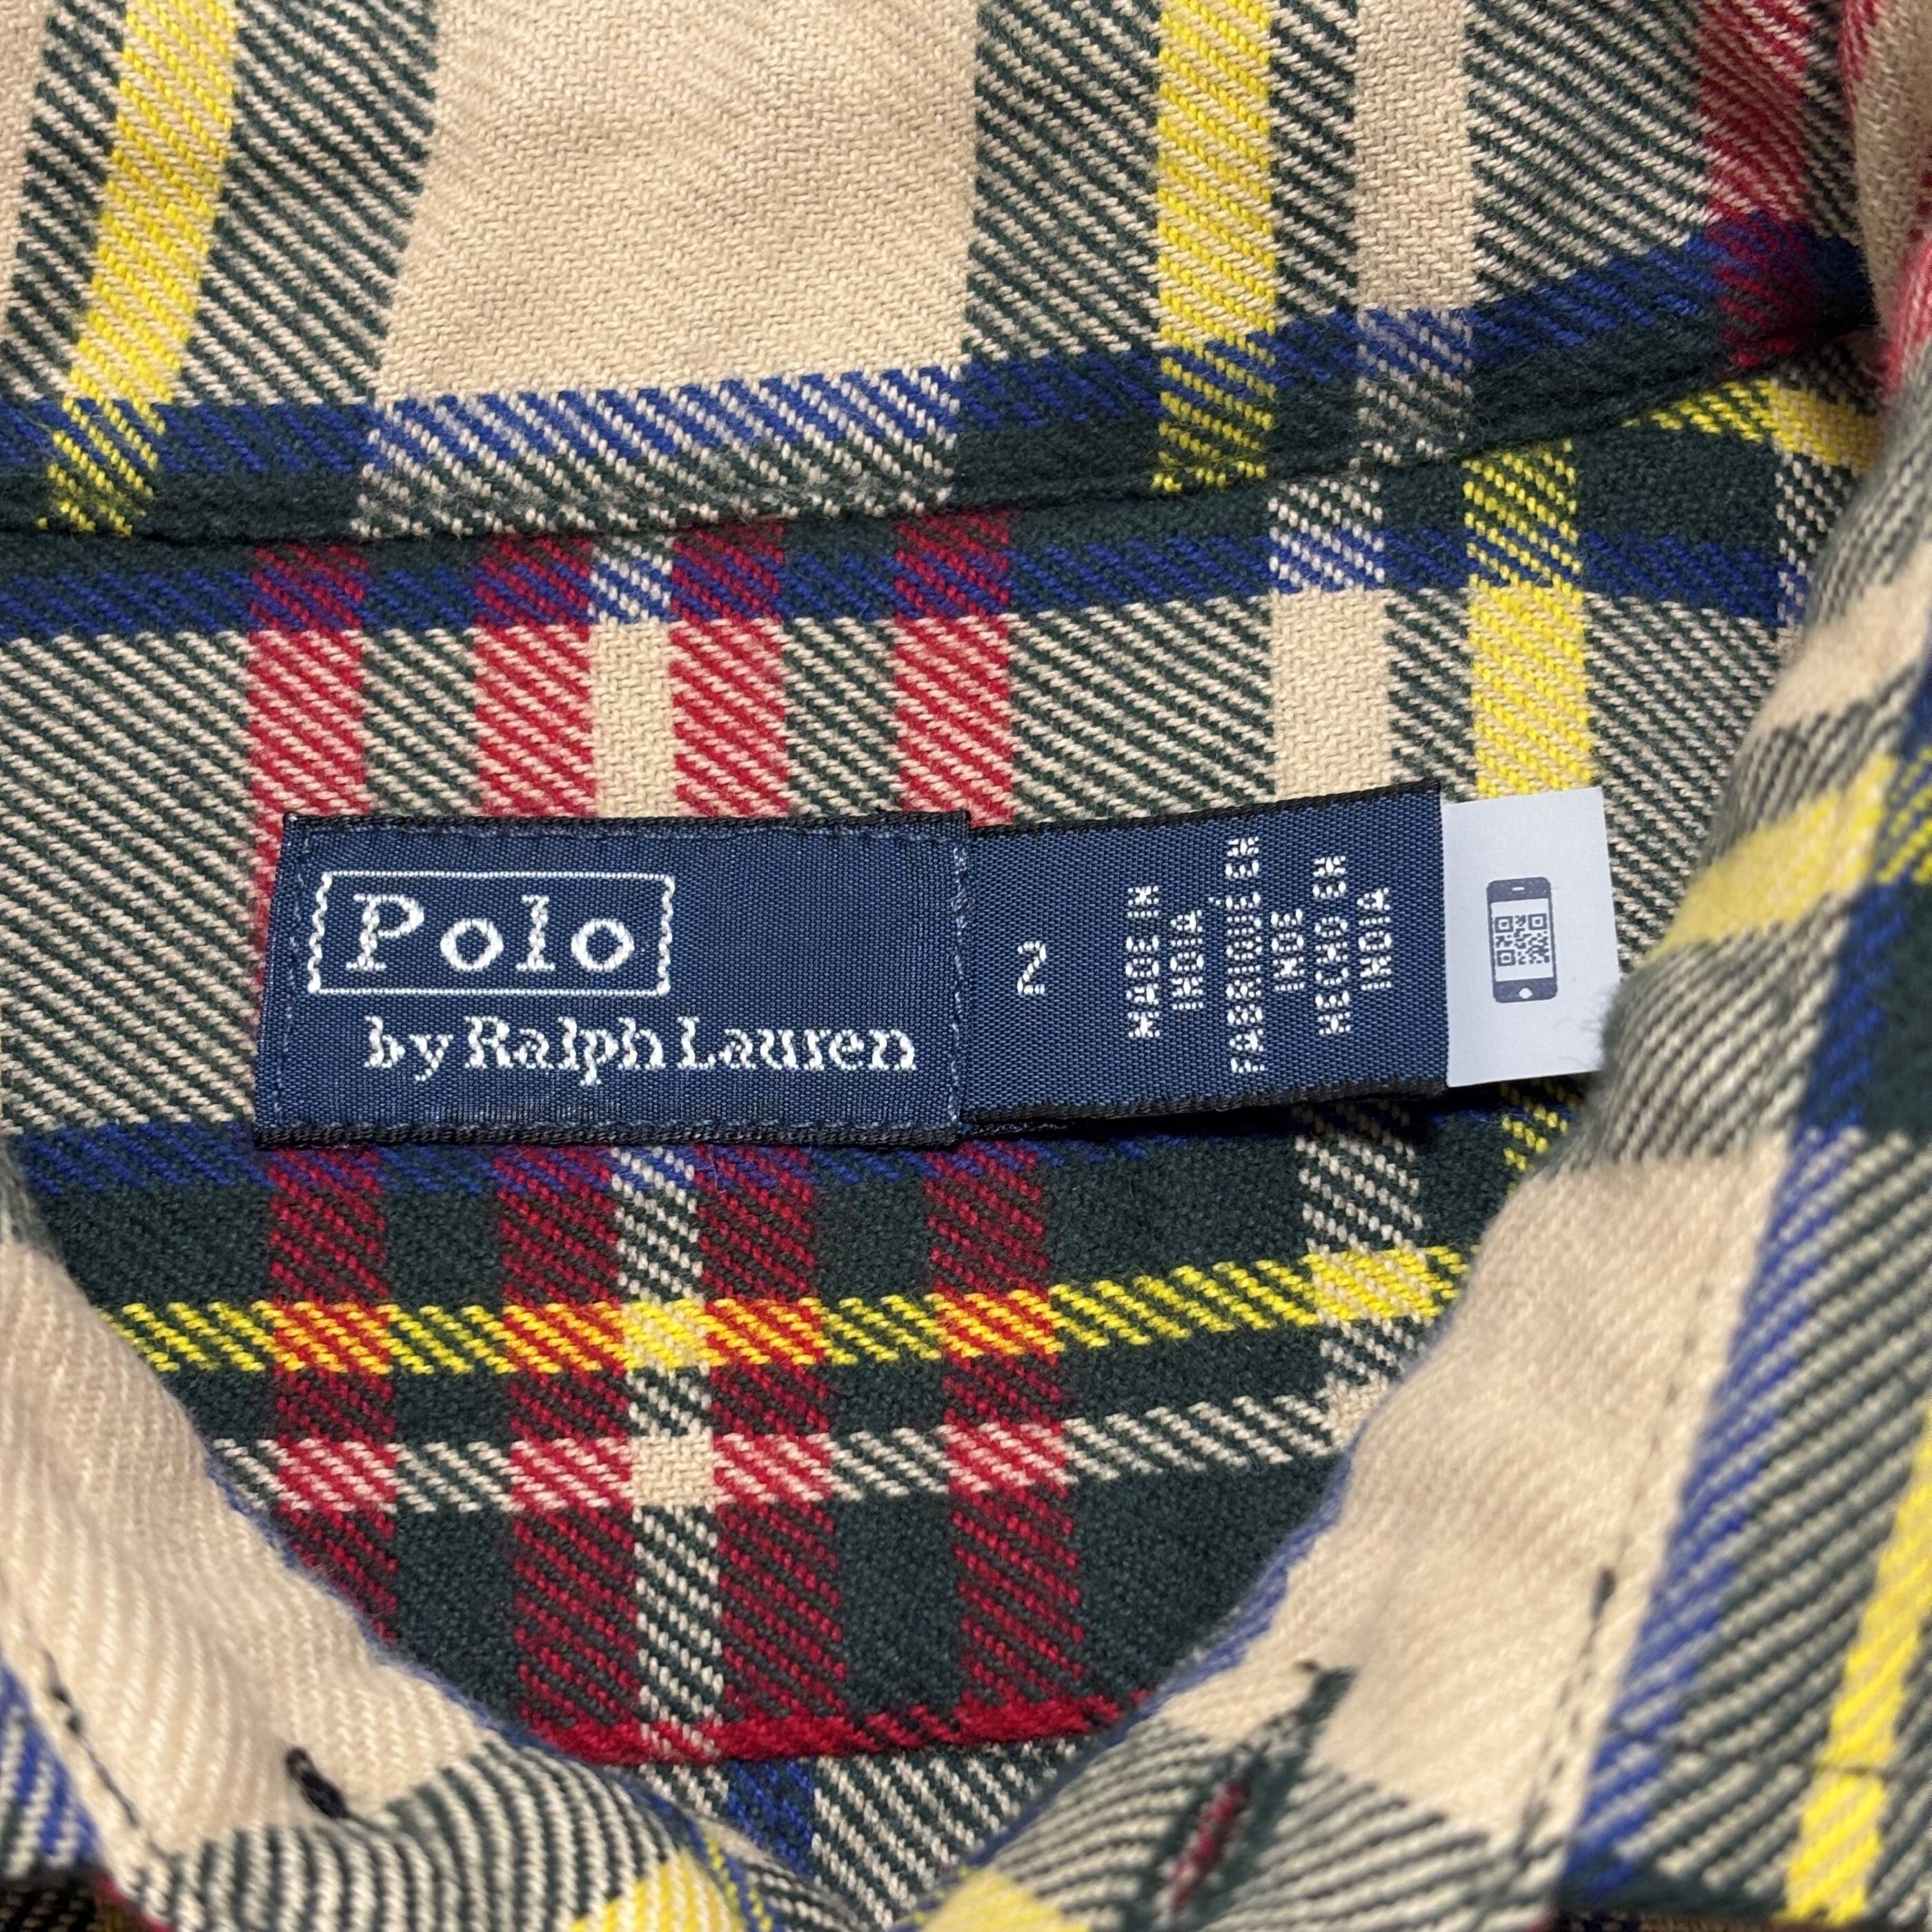 Polo
by Ralph Lauren
2
MADE IN
INDIA
FABRIQUÉ EN
INDE
HECHO EN
INDIA